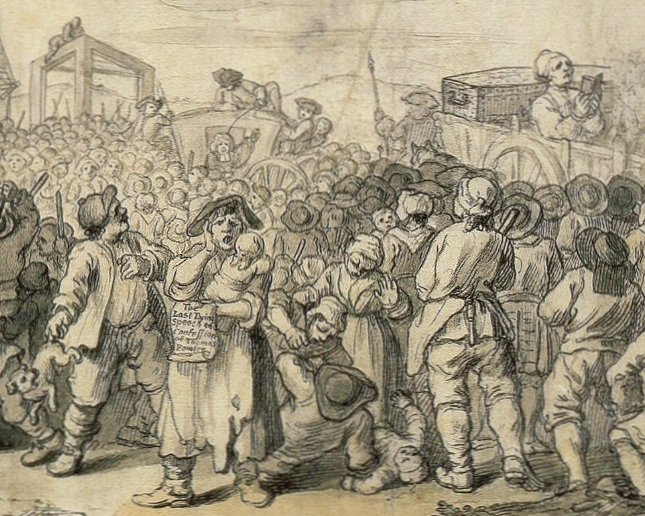 The
Last Dying
Speech &
Confession
of Thomas